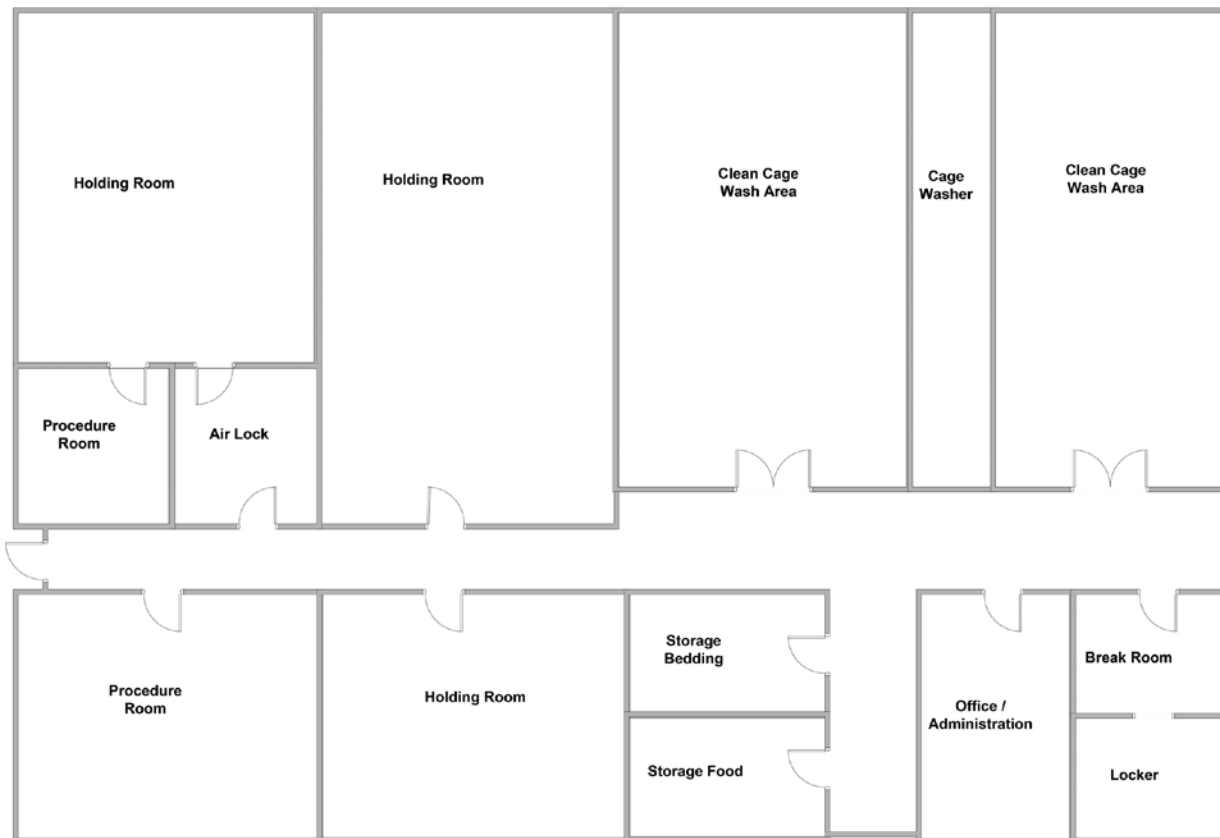 Holding Room
Holding Room
Clean Cage
Wash Area
Cage
Washer
Clean Cage
Wash Area
Procedure
Room
Air Lock
Procedure
Room
Holding Room
Storage
Bedding
Storage Food
Office /
Administration
Break Room
Locker